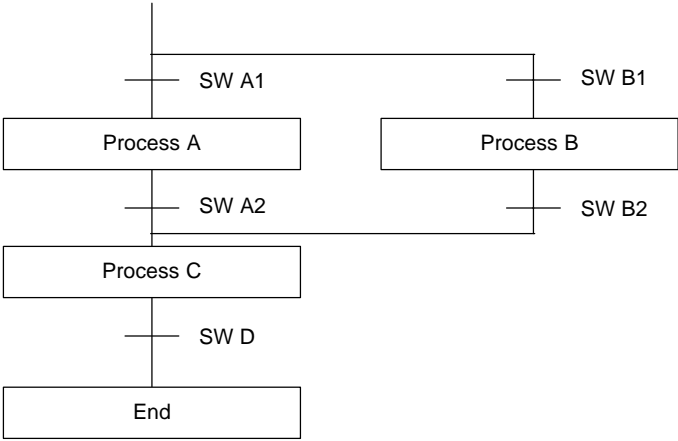 SW A1
SW B1
Process A
Process B
SW A2
SW B2
Process C
SW D
End